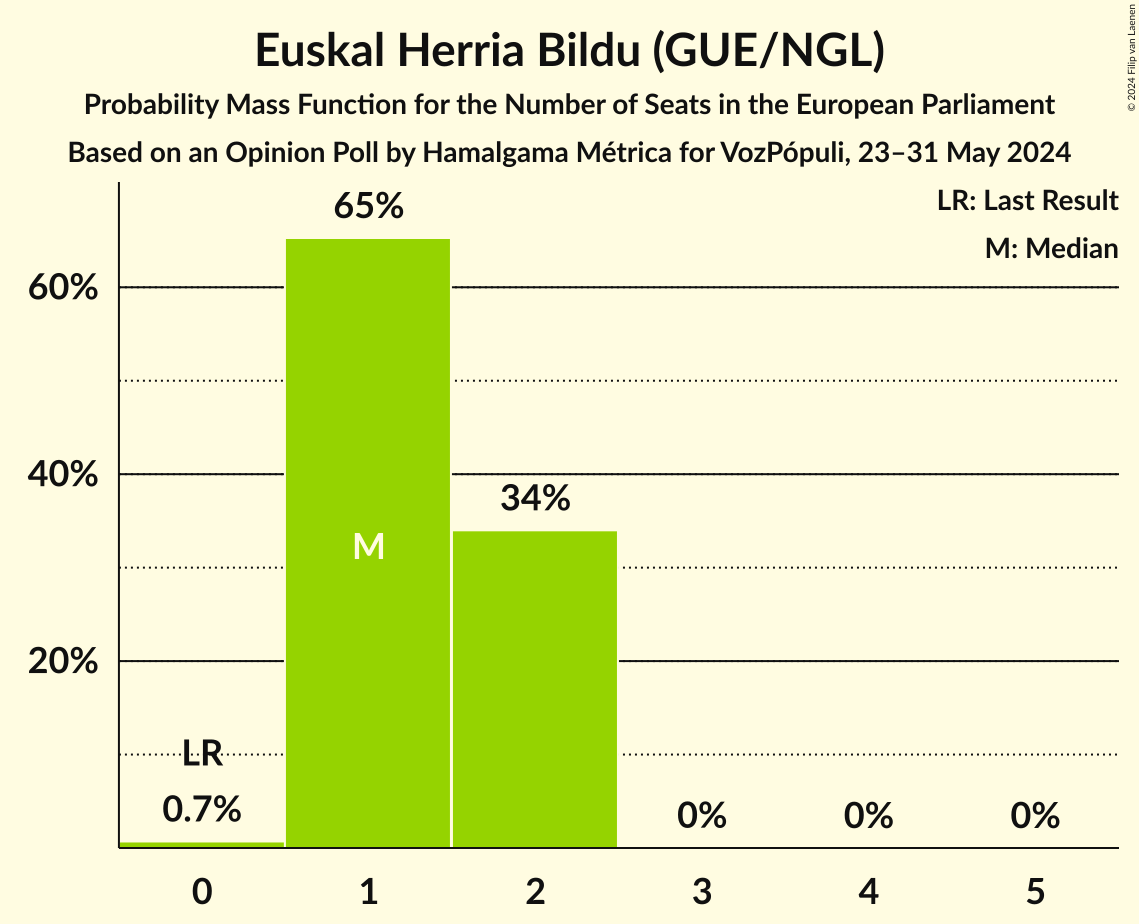 Euskal Herria Bildu (GUE/NGL)
Probability Mass Function for the Number of Seats in the European Parliament
Based on an Opinion Poll by Hamalgama Métrica for VozPópuli, 23–31 May 2024
© 2024 Filip van Laenen
LR: Last Result
M: Median
65%
60%
40%
34%
M
20%
LR
0.7%
0%
0%
0%
0
1
2
3
4
5